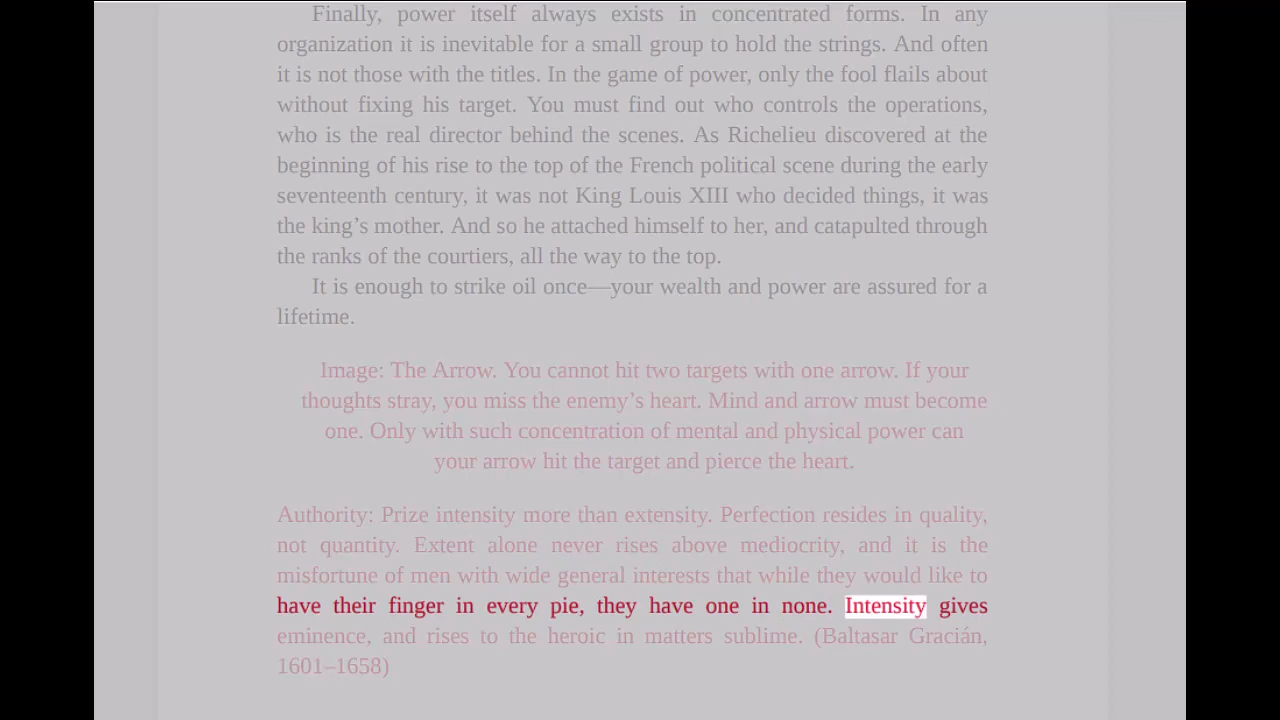 Finally, power itself always exists in concentrated forms. In any
organization it is inevitable for a small group to hold the strings. And often
it is not those with the titles. In the game of power, only the fool flails about
without fixing his target. You must find out who controls the operations,
who is the real director behind the scenes. As Richelieu discovered at the
beginning of his rise to the top of the French political scene during the early
seventeenth century, it was not King Louis XIII who decided things, it was
the king’s mother. And so he attached himself to her, and catapulted through
the ranks of the courtiers, all the way to the top.
It is enough to strike oil once—your wealth and power are assured for a
lifetime.
Image: The Arrow. You cannot hit two targets with one arrow. If your
thoughts stray, you miss the enemy’s heart. Mind and arrow must become
one. Only with such concentration of mental and physical power can
your arrow hit the target and pierce the heart.
Authority: Prize intensity more than extensity. Perfection resides in quality,
not quantity. Extent alone never rises above mediocrity, and it is the
misfortune of men with wide general interests that while they would like to
have their finger in every pie, they have one in none. Intensity gives
eminence, and rises to the heroic in matters sublime. (Baltasar Gracián,
1601–1658)